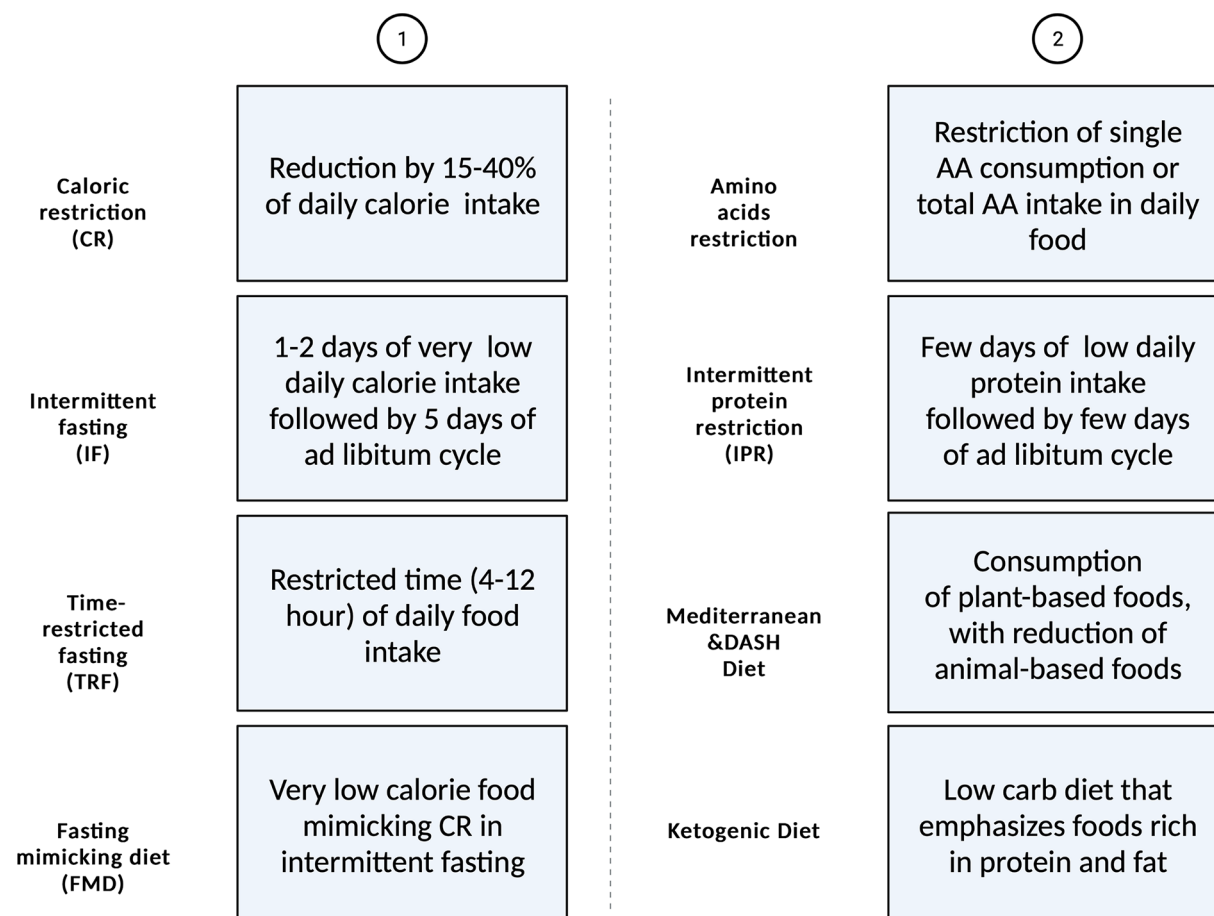 1
Caloric
restriction
(CR)
Reduction by 15-40%
of daily calorie  intake
Intermittent
fasting
(IF)
1-2 days of very  low
daily calorie intake
followed by 5 days of
ad libitum cycle
Time-
restricted
fasting
(TRF)
Restricted time (4-12
hour) of daily food
intake
Fasting
mimicking diet
(FMD)
Very low calorie food
mimicking CR in
intermittent fasting
2
Amino
acids
restriction
Restriction of single
AA consumption or
total AA intake in daily
food
Intermittent
protein
restriction
(IPR)
Few days of  low daily
protein intake
followed by few days
of ad libitum cycle
Mediterranean
&DASH
Diet
Consumption
of plant-based foods,
with reduction of
animal-based foods
Ketogenic Diet
Low carb diet that
emphasizes foods rich
in protein and fat